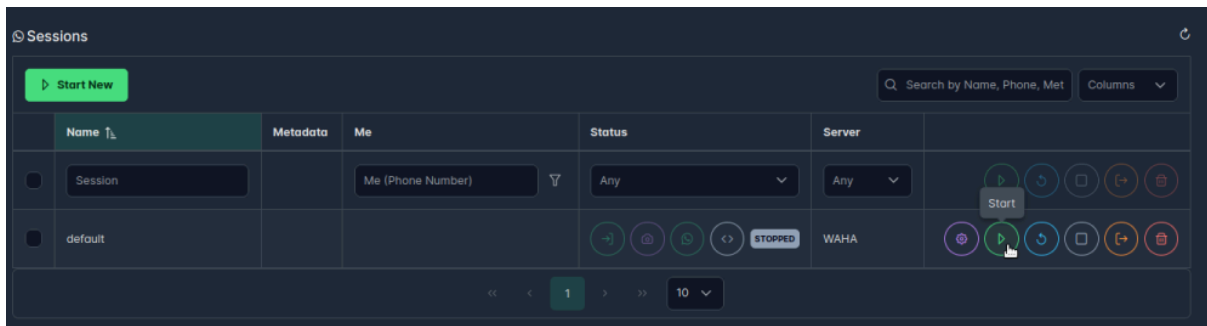 Sessions
Start New
Search by Name, Phone, Met
Columns
Name
Metadata
Me
Status
Server
Session
Me (Phone Number)
Any
Any
Start
default
STOPPED
WAHA
1
10